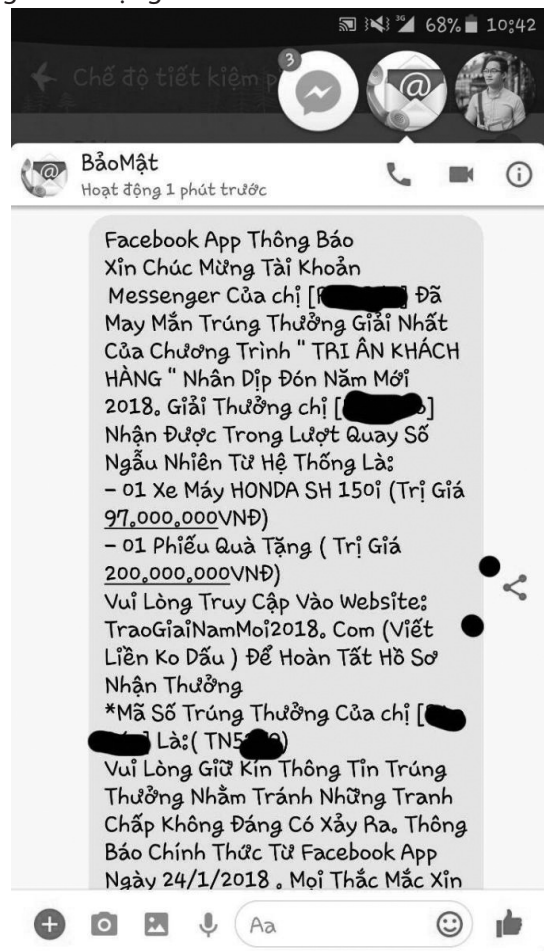 68% 10:42
Chế độ tiết kiệm p
3
BảoMật
Hoạt động 1 phút trước
Facebook App Thông Báo
Xin Chúc Mừng Tài Khoản
Messenger Của chị [ ] Đã
May Mắn Trúng Thưởng Giải Nhất
Của Chương Trình " TRI ÂN KHÁCH
HÀNG " Nhân Dịp Đón Năm Mới
2018. Giải Thưởng chị [ ]
Nhận Được Trong Lượt Quay Số
Ngẫu Nhiên Từ Hệ Thống Là:
- 01 Xe Máy HONDA SH 150i (Trị Giá
97.000.000VNĐ)
- 01 Phiếu Quà Tặng ( Trị Giá
200.000.000VNĐ)
Vui Lòng Truy Cập Vào Website:
TraoGiaiNamMoi2018. Com (Viết
Liền Ko Dấu ) Để Hoàn Tất Hồ Sơ
Nhận Thưởng
*Mã Số Trúng Thưởng Của chị [
] Là:( TN5 )
Vui Lòng Giữ Kín Thông Tin Trúng
Thưởng Nhằm Tránh Những Tranh
Chấp Không Đáng Có Xảy Ra. Thông
Báo Chính Thức Từ Facebook App
Ngày 24/1/2018 . Mọi Thắc Mắc Xin
Aa